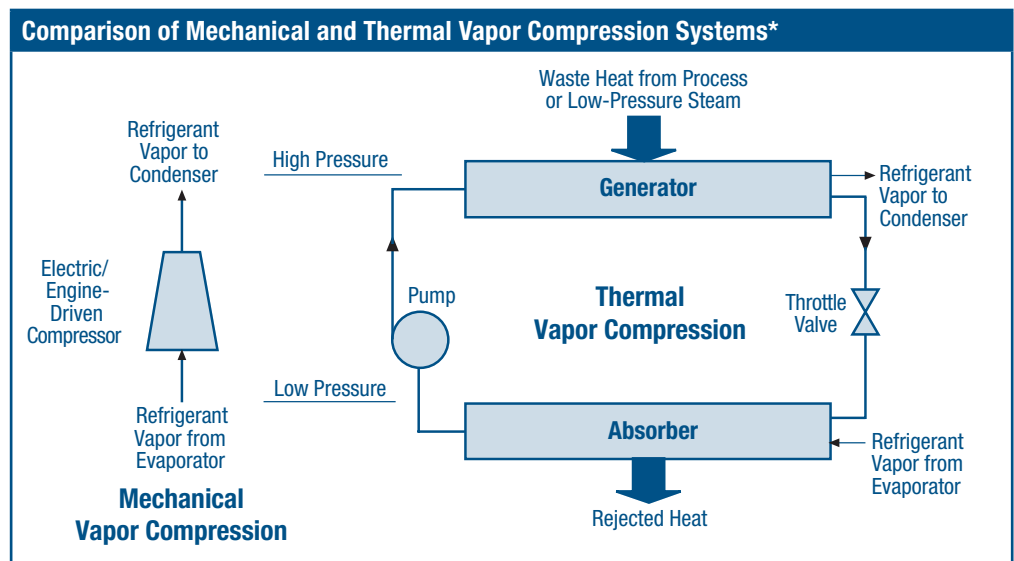 Comparison of Mechanical and Thermal Vapor Compression Systems*
Waste Heat from Process
or Low-Pressure Steam
Refrigerant
Vapor to
Condenser
High Pressure
Generator
Refrigerant
Vapor to
Condenser
Electric/
Engine-
Driven
Compressor
Pump
Thermal
Vapor Compression
Throttle
Valve
Low Pressure
Refrigerant
Vapor from
Evaporator
Absorber
Refrigerant
Vapor from
Evaporator
Mechanical
Vapor Compression
Rejected Heat